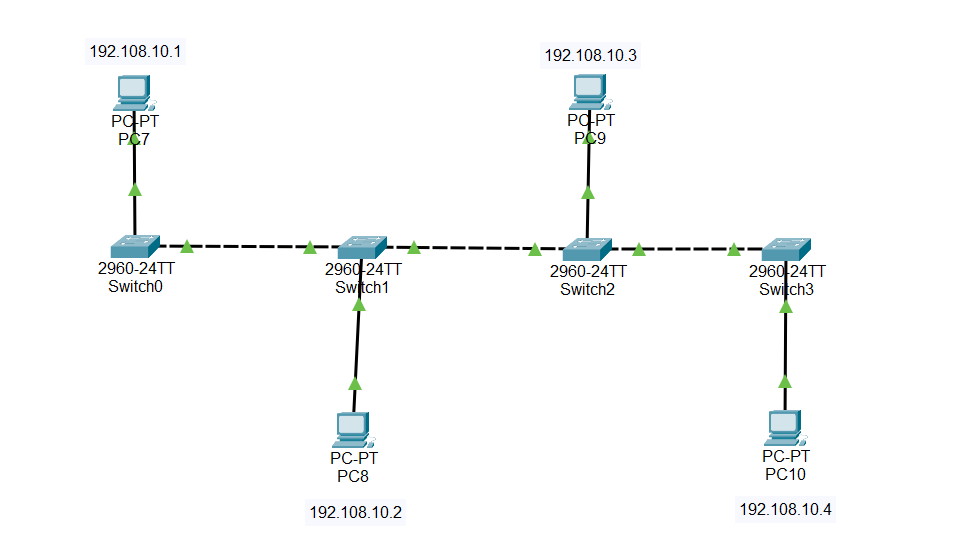 192.108.10.1
192.108.10.3
PC-PT
PC7
PC-PT
PC9
2960-24TT
Switch0
2960-24TT
Switch1
2960-24TT
Switch2
2960-24TT
Switch3
PC-PT
PC8
PC-PT
PC10
192.108.10.2
192.108.10.4